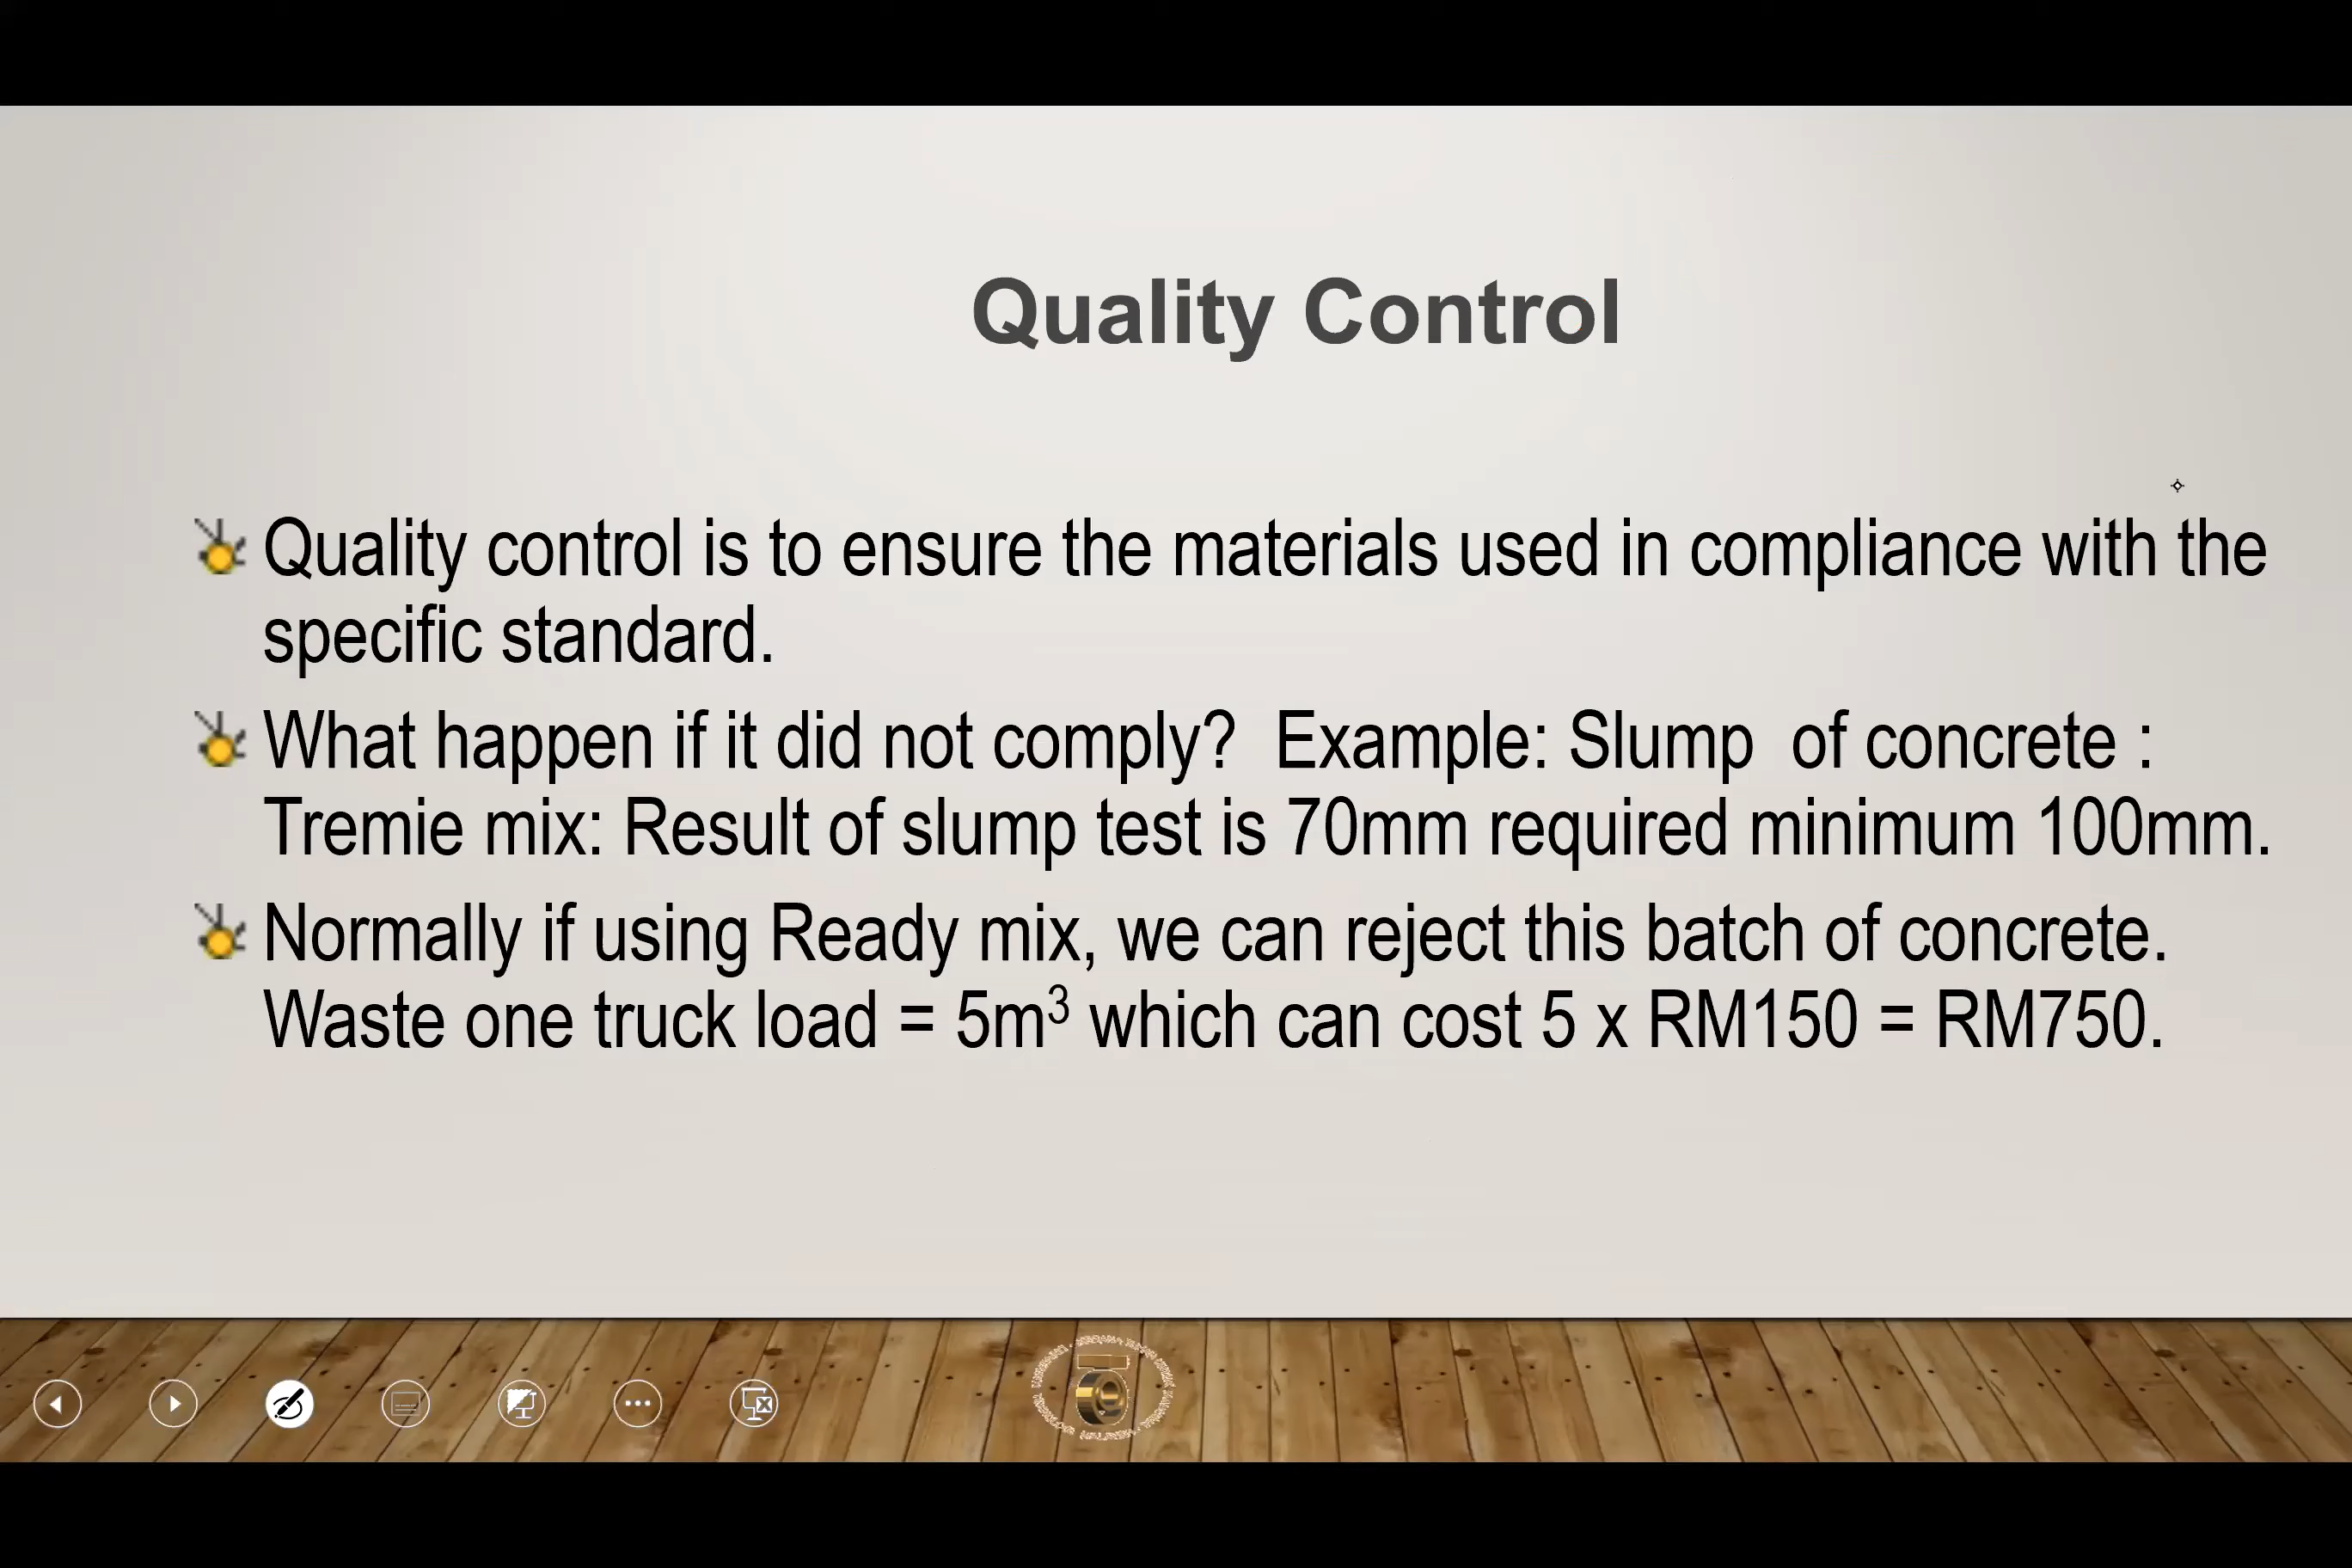 Quality Control
Quality control is to ensure the materials used in compliance with the
specific standard.
What happen if it did not comply?  Example: Slump  of concrete :
Tremie mix: Result of slump test is 70mm required minimum 100mm.
Normally if using Ready mix, we can reject this batch of concrete.
Waste one truck load = 5m³ which can cost 5 x RM150 = RM750.